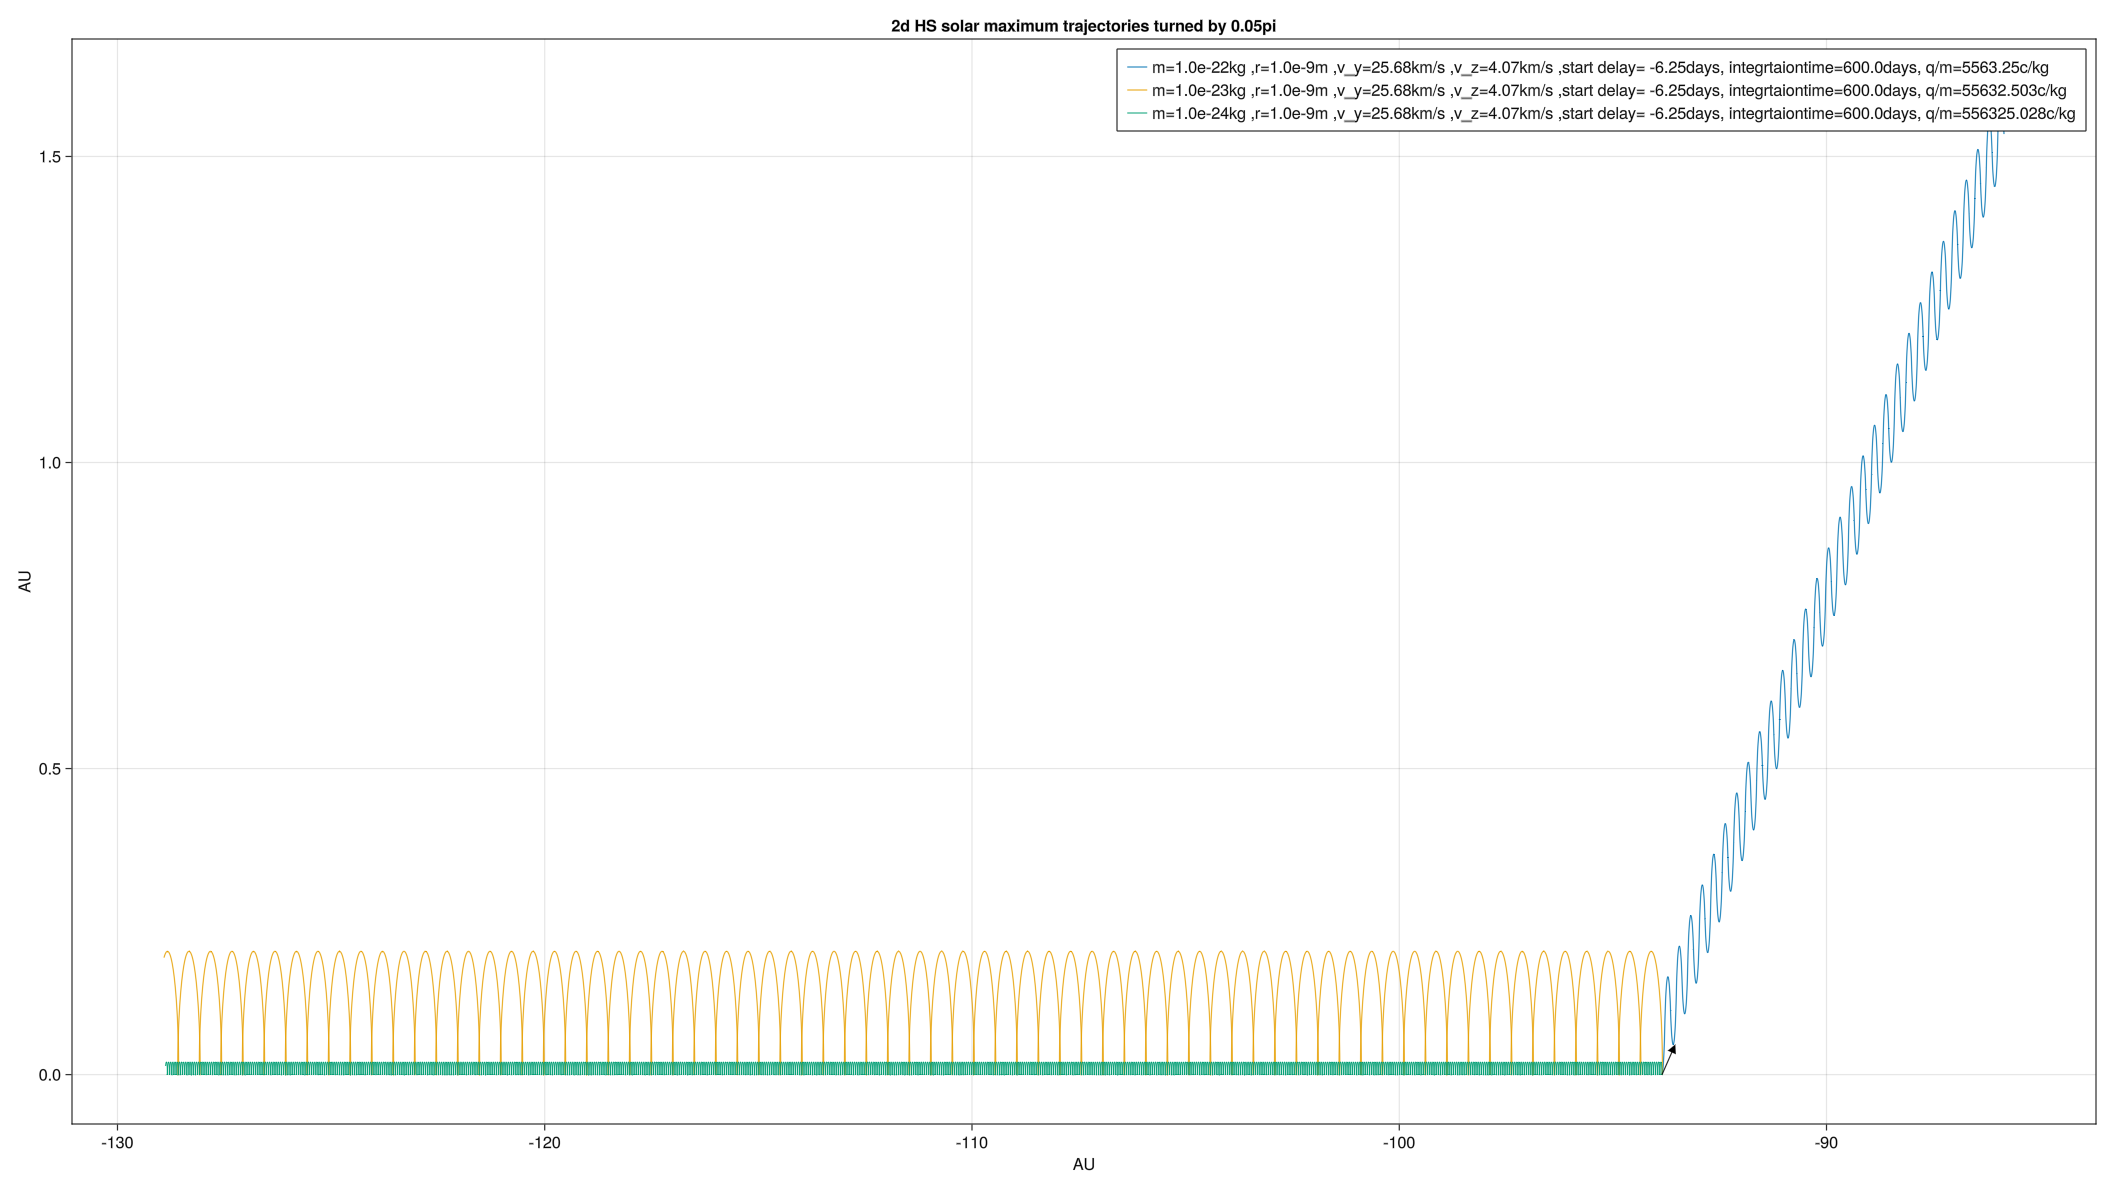 2d HS solar maximum trajectories turned by 0.05pi
m=1.0e-22kg ,r=1.0e-9m ,v_y=25.68km/s ,v_z=4.07km/s ,start delay= -6.25days, integrtaiontime=600.0days, q/m=5563.25c/kg
m=1.0e-23kg ,r=1.0e-9m ,v_y=25.68km/s ,v_z=4.07km/s ,start delay= -6.25days, integrtaiontime=600.0days, q/m=55632.503c/kg
m=1.0e-24kg ,r=1.0e-9m ,v_y=25.68km/s ,v_z=4.07km/s ,start delay= -6.25days, integrtaiontime=600.0days, q/m=556325.028c/kg
1.5
1.0
AU
0.5
0.0
-130 -120 -110 -100 -90
AU